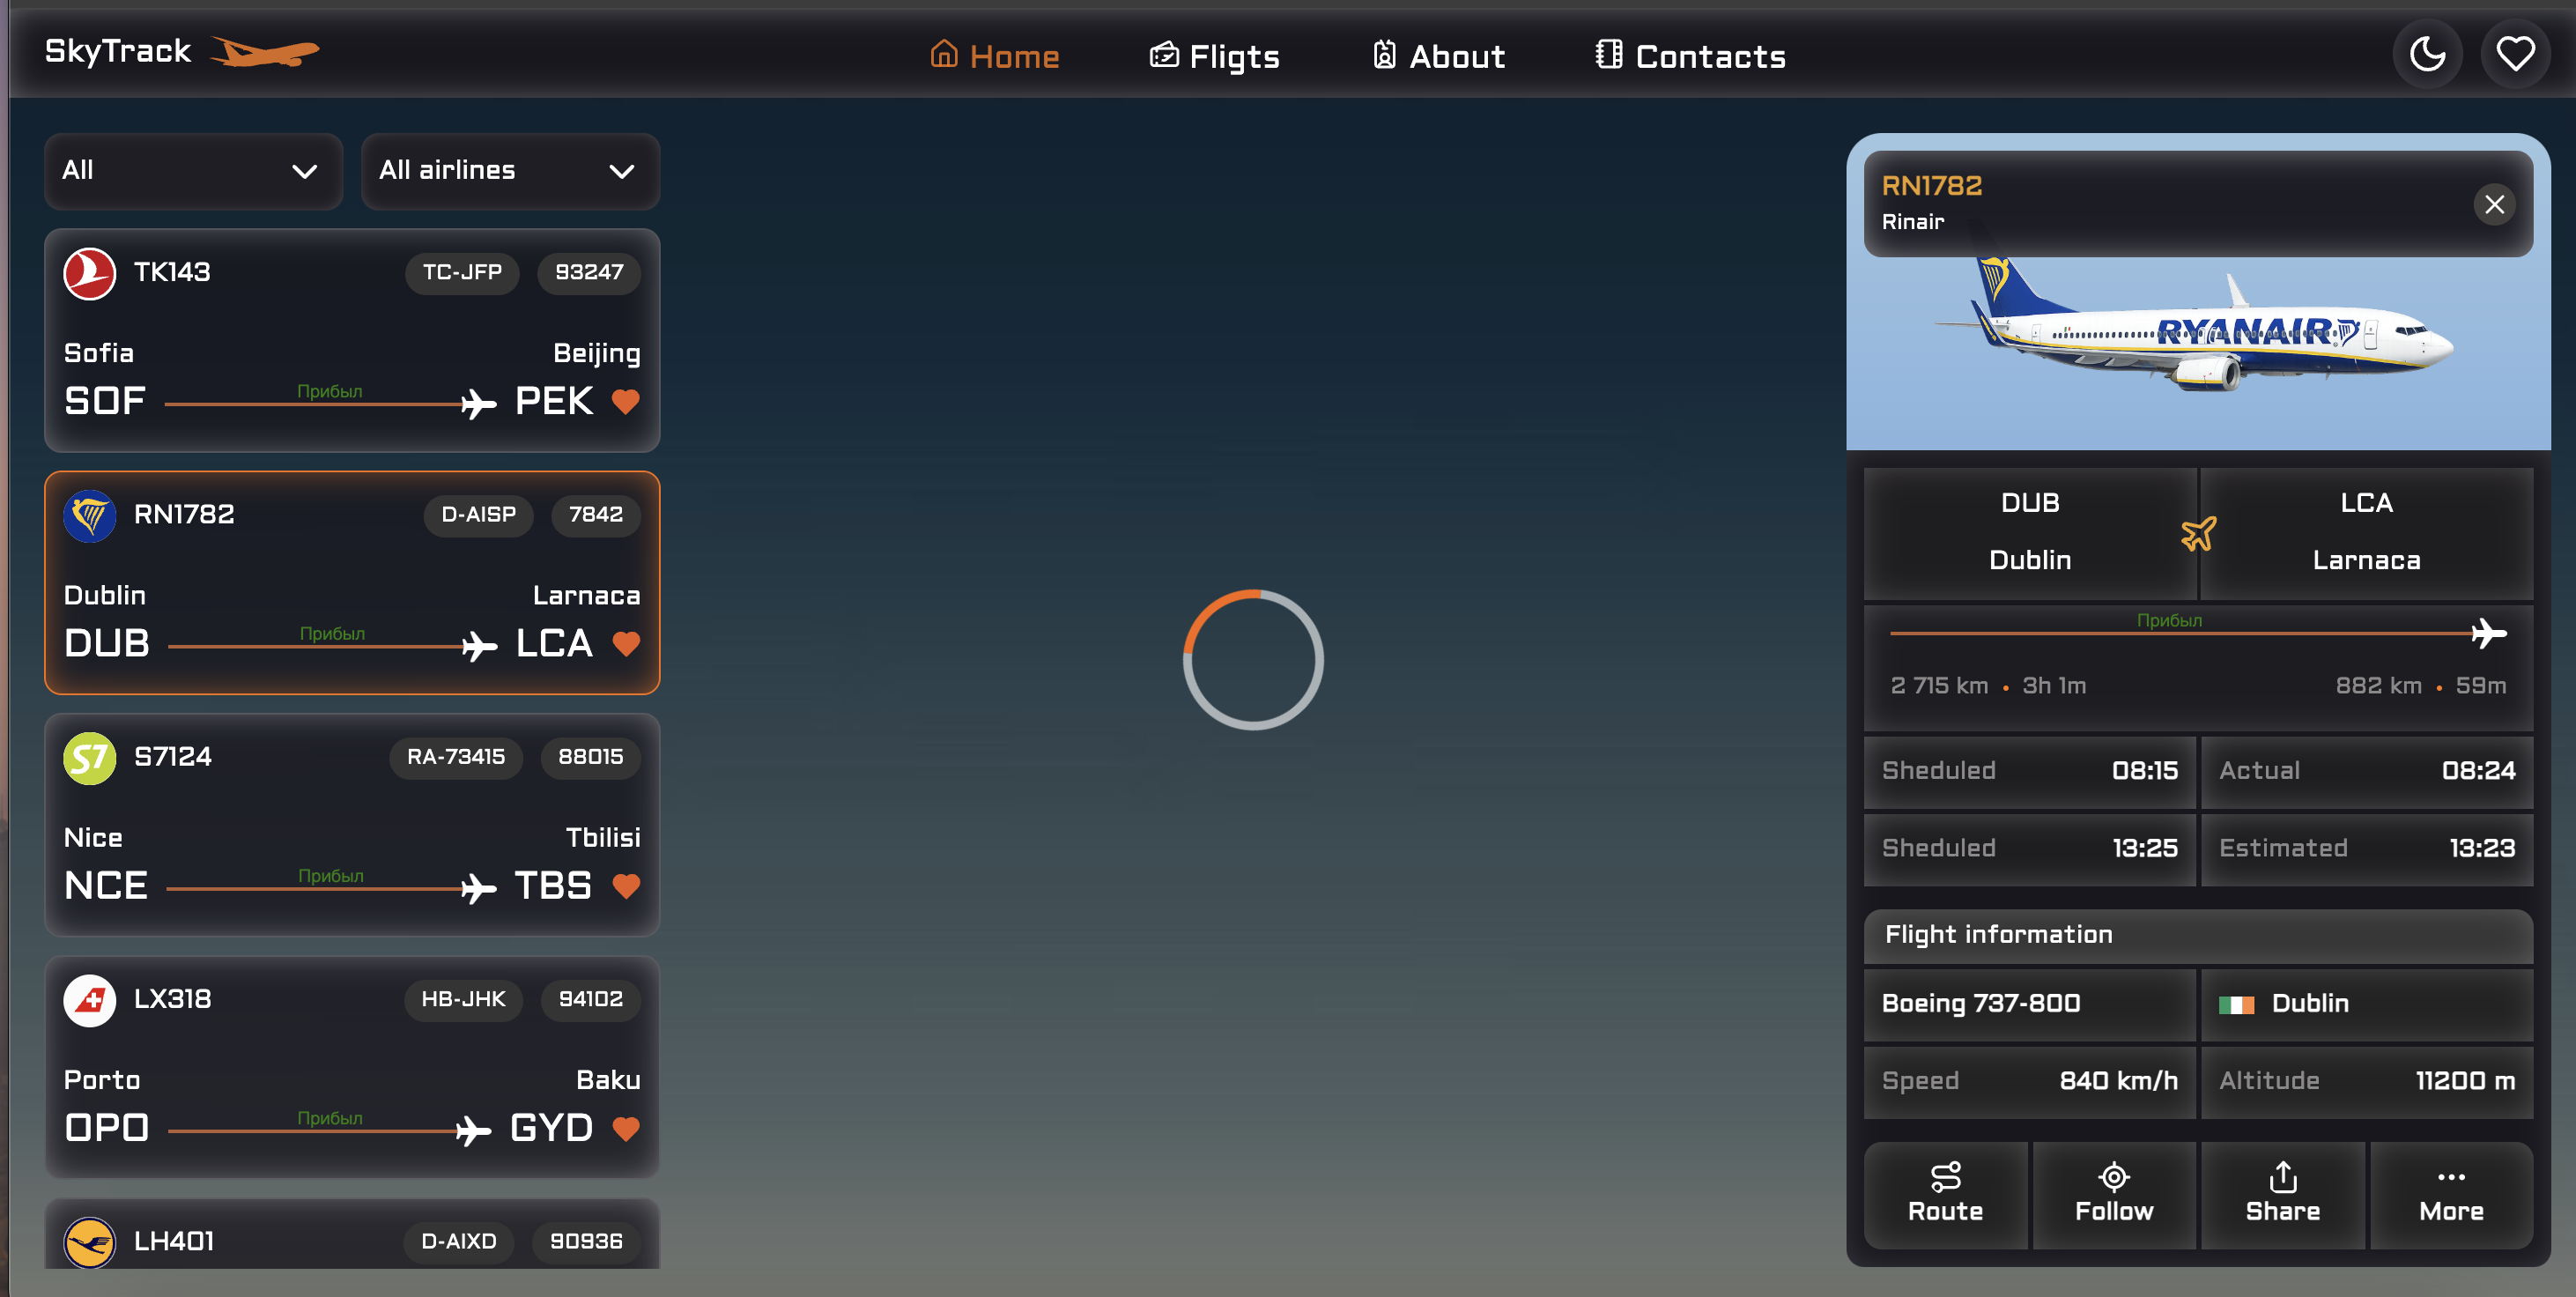 SkyTrack
Home
Fligts
About
Contacts
All
All airlines
TK143
TC-JFP
93247
Sofia
Beijing
SOF
Прибыл
PEK
RN1782
D-AISP
7842
Dublin
Larnaca
DUB
Прибыл
LCA
S7
S7124
RA-73415
88015
Nice
Tbilisi
NCE
Прибыл
TBS
LX318
HB-JHK
94102
Porto
Baku
OPO
Прибыл
GYD
LH401
D-AIXD
90936
RN1782
Rinair
RYANAIR
DUB
LCA
Dublin
Larnaca
Прибыл
2 715 km • 3h 1m
882 km • 59m
Sheduled 08:15
Actual 08:24
Sheduled 13:25
Estimated 13:23
Flight information
Boeing 737-800
Dublin
Speed 840 km/h
Altitude 11200 m
Route
Follow
Share
More